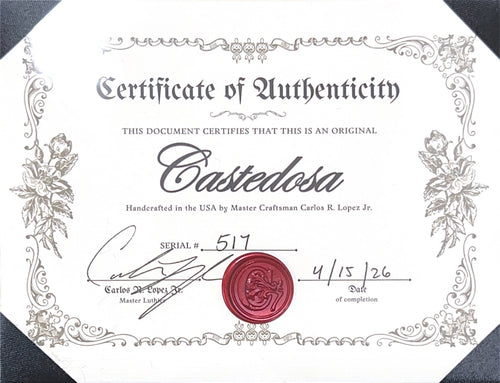 Certificate of Authenticity
THIS DOCUMENT CERTIFIES THAT THIS IS AN ORIGINAL
Castedosa
Handcrafted in the USA by Master Craftsman Carlos R. Lopez Jr.
SERIAL # 517
4/15/26
Carlos R. Lopez Jr. Date
Master Luthier of completion